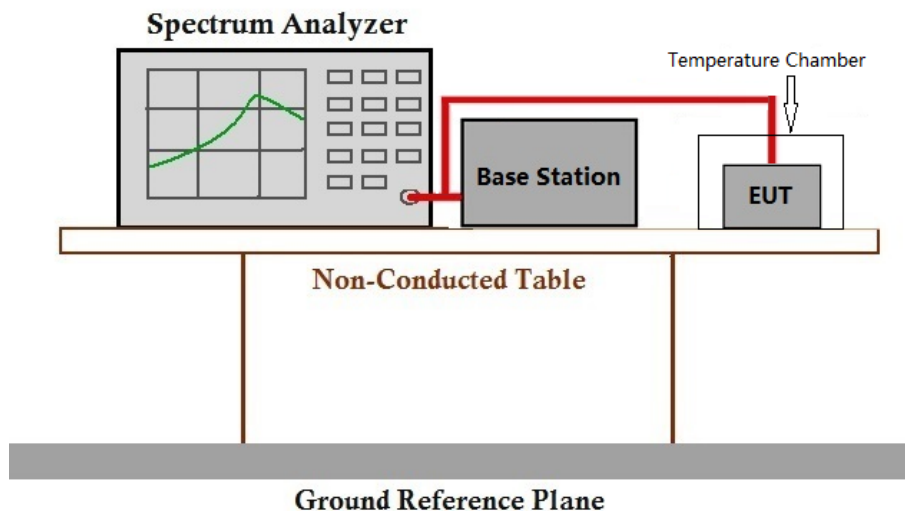 Spectrum Analyzer
Temperature Chamber
Base Station
EUT
Non-Conducted Table
Ground Reference Plane